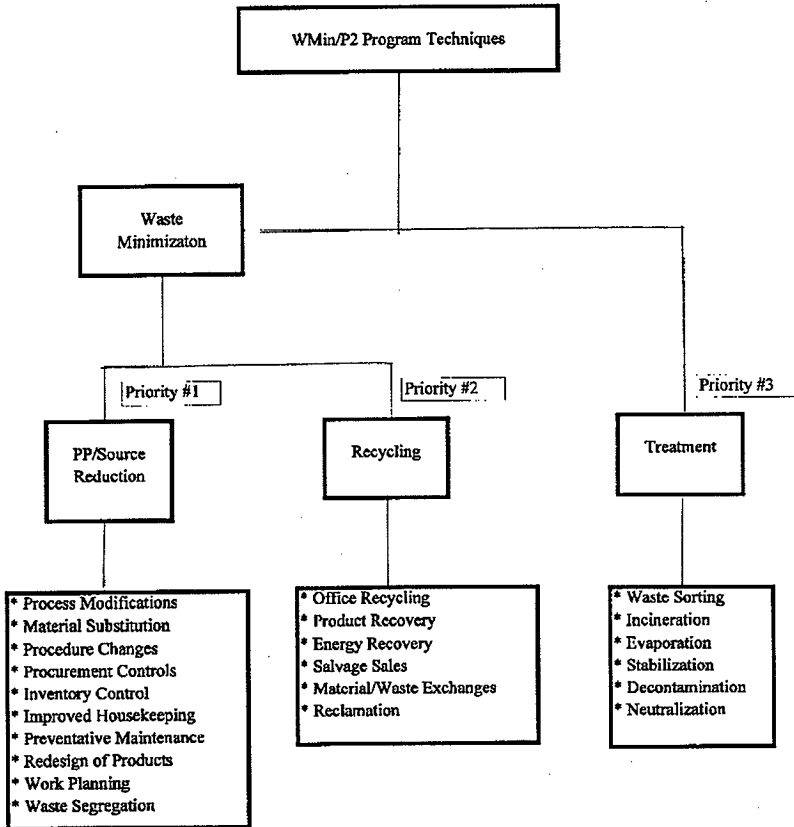 WMin/P2 Program Techniques
Waste
Minimizaton
Priority #1
Priority #2
Priority #3
PP/Source
Reduction
Recycling
Treatment
* Process Modifications
* Material Substitution
* Procedure Changes
* Procurement Controls
* Inventory Control
* Improved Housekeeping
* Preventative Maintenance
* Redesign of Products
* Work Planning
* Waste Segregation
* Office Recycling
* Product Recovery
* Energy Recovery
* Salvage Sales
* Material/Waste Exchanges
* Reclamation
* Waste Sorting
* Incineration
* Evaporation
* Stabilization
* Decontamination
* Neutralization